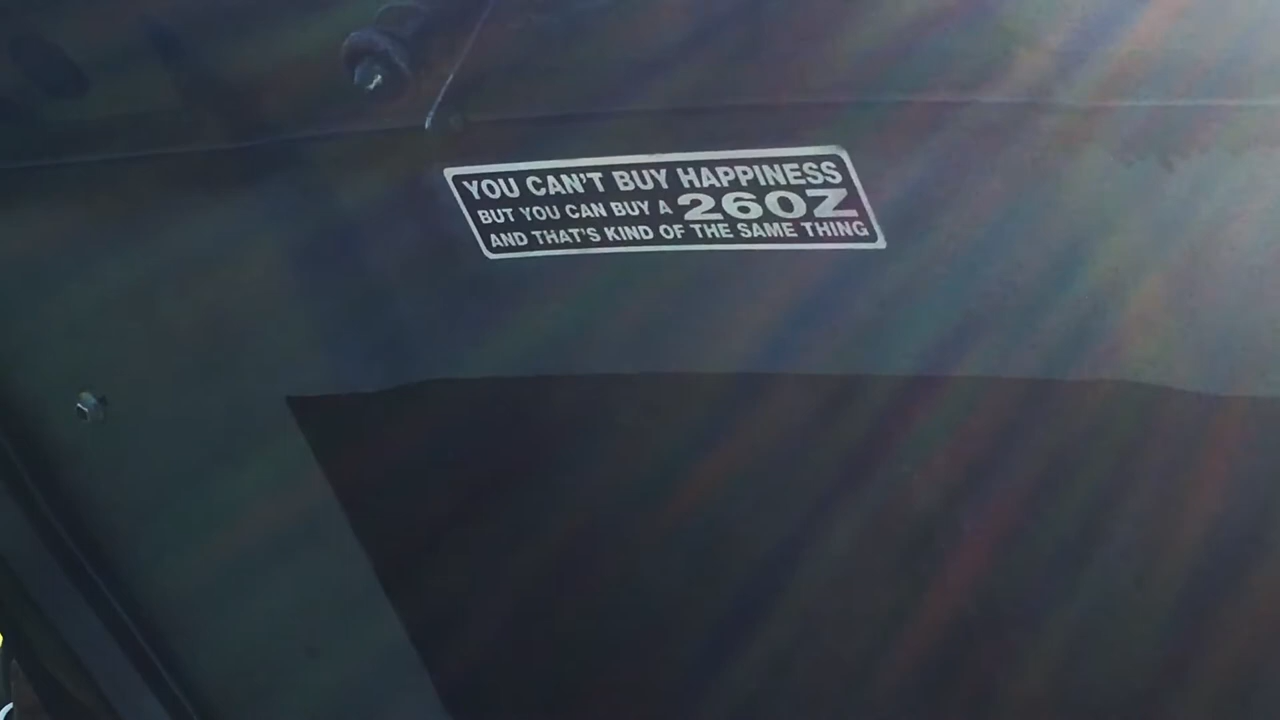 YOU CAN'T BUY HAPPINESS
BUT YOU CAN BUY A 260Z
AND THAT'S KIND OF THE SAME THING